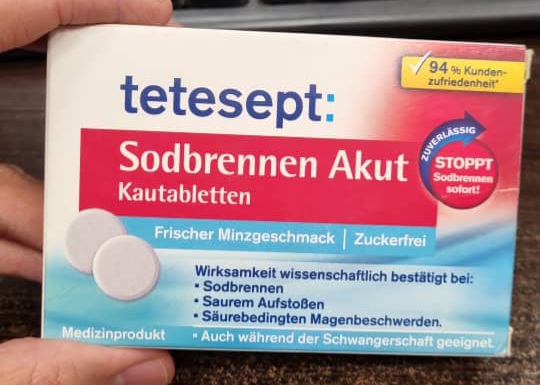 94 % Kunden-
zufriedenheit*
tetesept:
ZUVERLÄSSIG
STOPPT
Sodbrennen
sofort!
Sodbrennen Akut
Kautabletten
Frischer Minzgeschmack | Zuckerfrei
Wirksamkeit wissenschaftlich bestätigt bei:
• Sodbrennen
• Saurem Aufstoßen
• Säurebedingten Magenbeschwerden.
Medizinprodukt
• Auch während der Schwangerschaft geeignet.